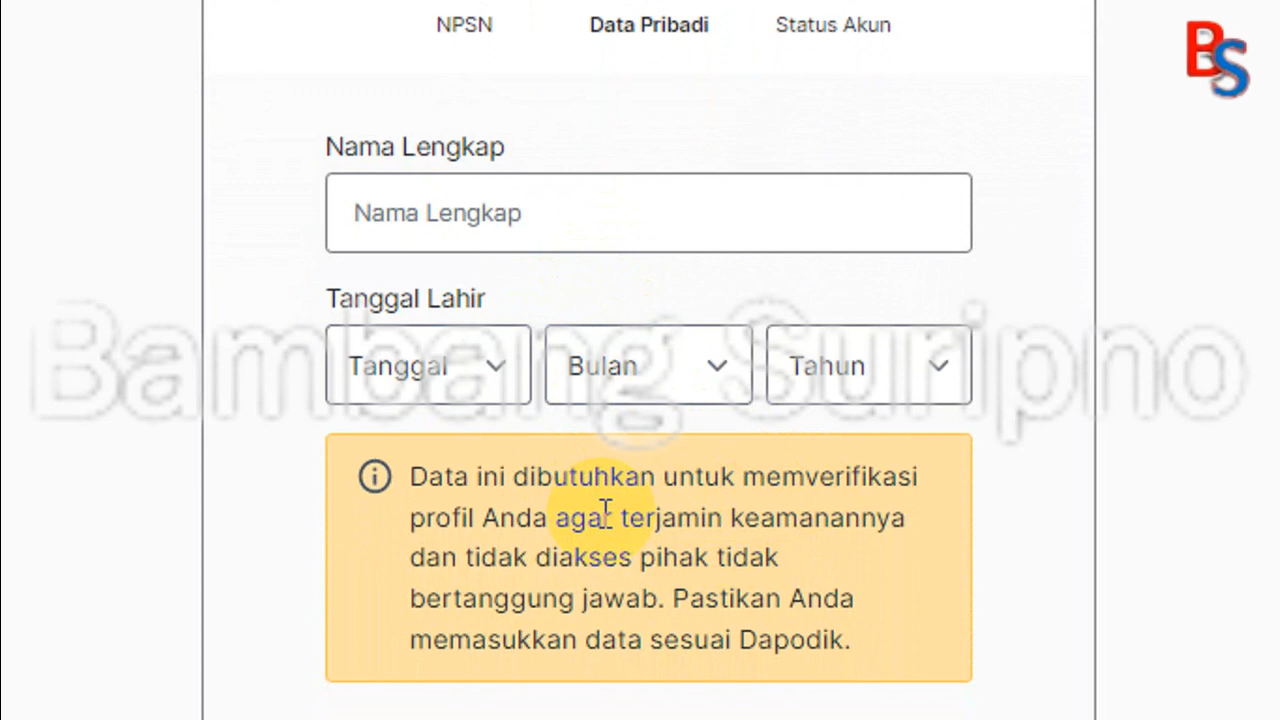 NPSN Data Pribadi Status Akun
BS
Nama Lengkap
Nama Lengkap
Tanggal Lahir
Tanggal Bulan Tahun
Bambang Suripno
Data ini dibutuhkan untuk memverifikasi
profil Anda agar terjamin keamanannya
dan tidak diakses pihak tidak
bertanggung jawab. Pastikan Anda
memasukkan data sesuai Dapodik.